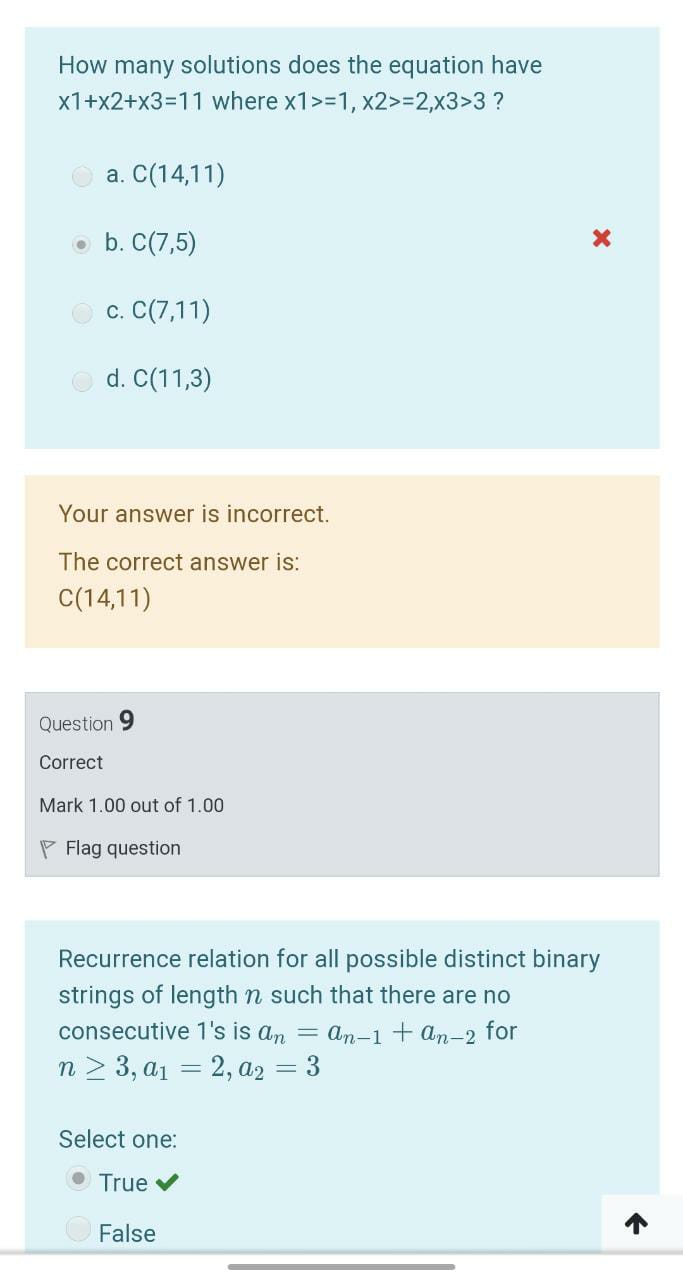 How many solutions does the equation have
x1+x2+x3=11 where x1>=1, x2>=2,x3>3 ?
a. C(14,11)
b. C(7,5)
c. C(7,11)
d. C(11,3)
Your answer is incorrect.
The correct answer is:
C(14,11)
Question 9
Correct
Mark 1.00 out of 1.00
Flag question
Recurrence relation for all possible distinct binary
strings of length n such that there are no
consecutive 1's is aₙ = aₙ₋₁ + aₙ₋₂ for
n ≥ 3, a₁ = 2, a₂ = 3
Select one:
True
False